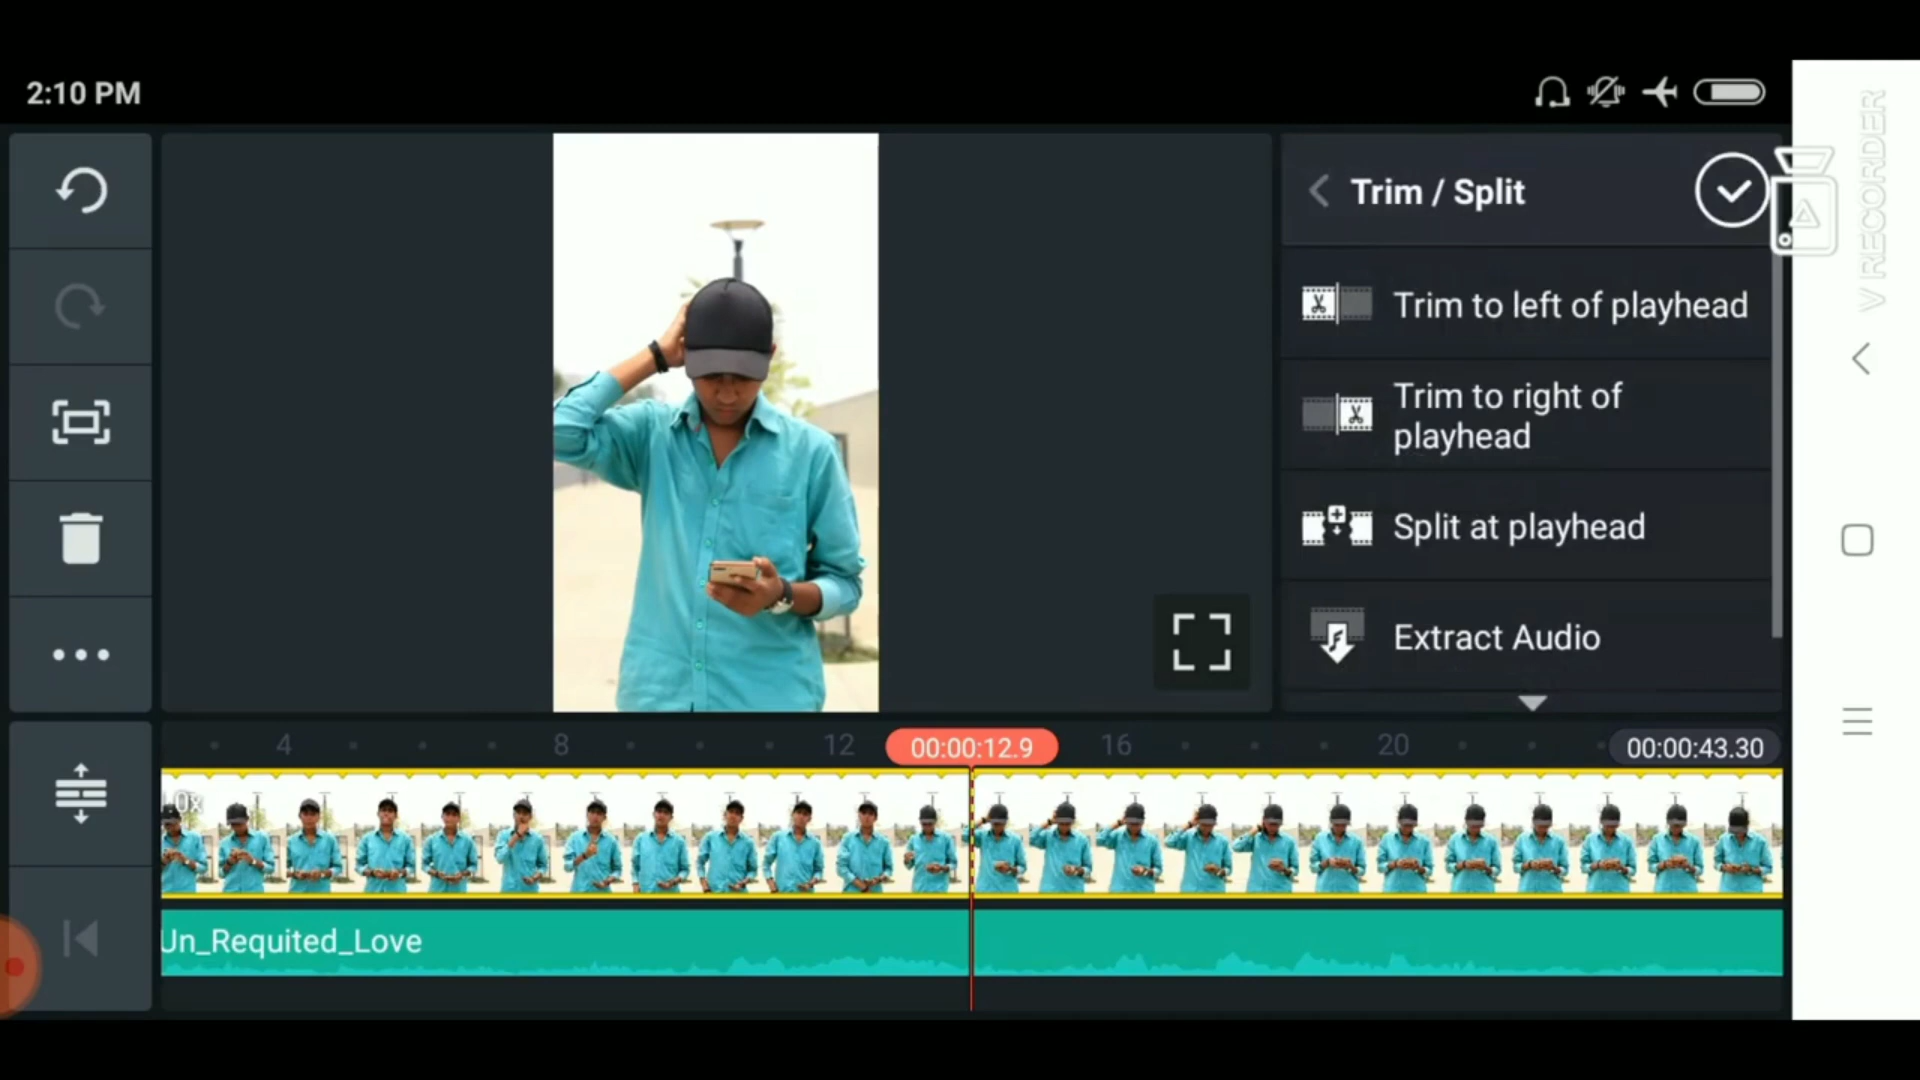 2:10 PM
V RECORDER
Trim / Split
Trim to left of playhead
Trim to right of
playhead
Split at playhead
Extract Audio
4
8
12
00:00:12.9
16
20
00:00:43.30
.0x
Un_Requited_Love